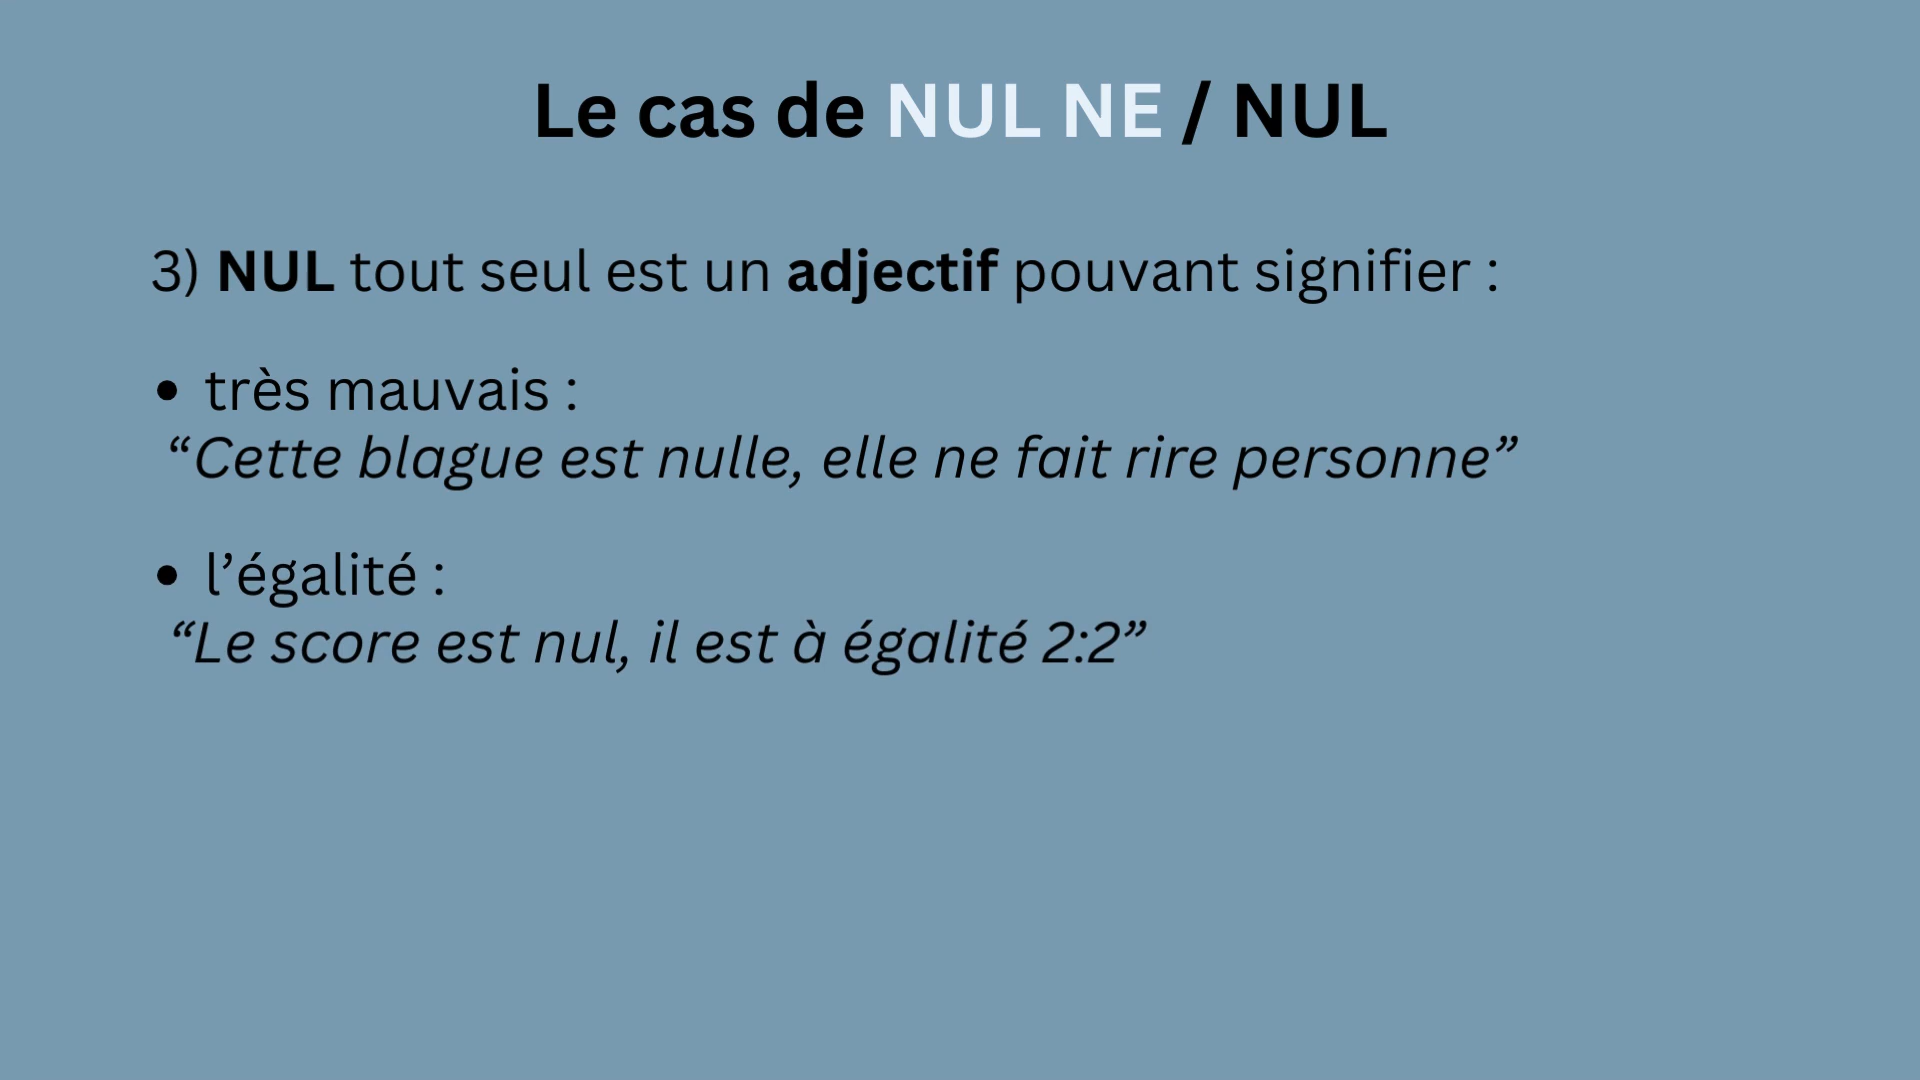 Le cas de NUL NE / NUL
3) NUL tout seul est un adjectif pouvant signifier :
• très mauvais :
“Cette blague est nulle, elle ne fait rire personne”
• l’égalité :
“Le score est nul, il est à égalité 2:2”